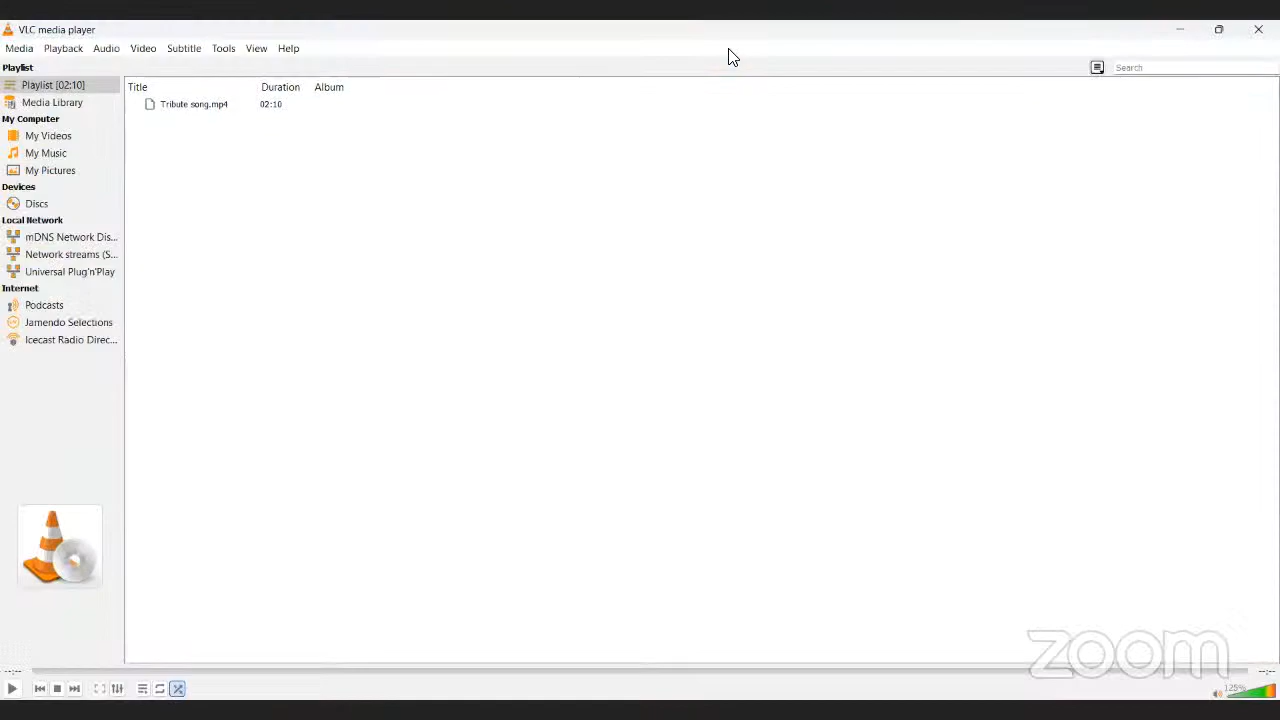 VLC media player
Media Playback Audio Video Subtitle Tools View Help
Playlist
Search
Playlist [02:10]
Title Duration Album
Media Library
Tribute song.mp4 02:10
My Computer
My Videos
My Music
My Pictures
Devices
Discs
Local Network
mDNS Network Dis...
Network streams (S...
Universal Plug'n'Play
Internet
Podcasts
Jamendo Selections
Icecast Radio Direc...
zoom
--:-- --:--
125%